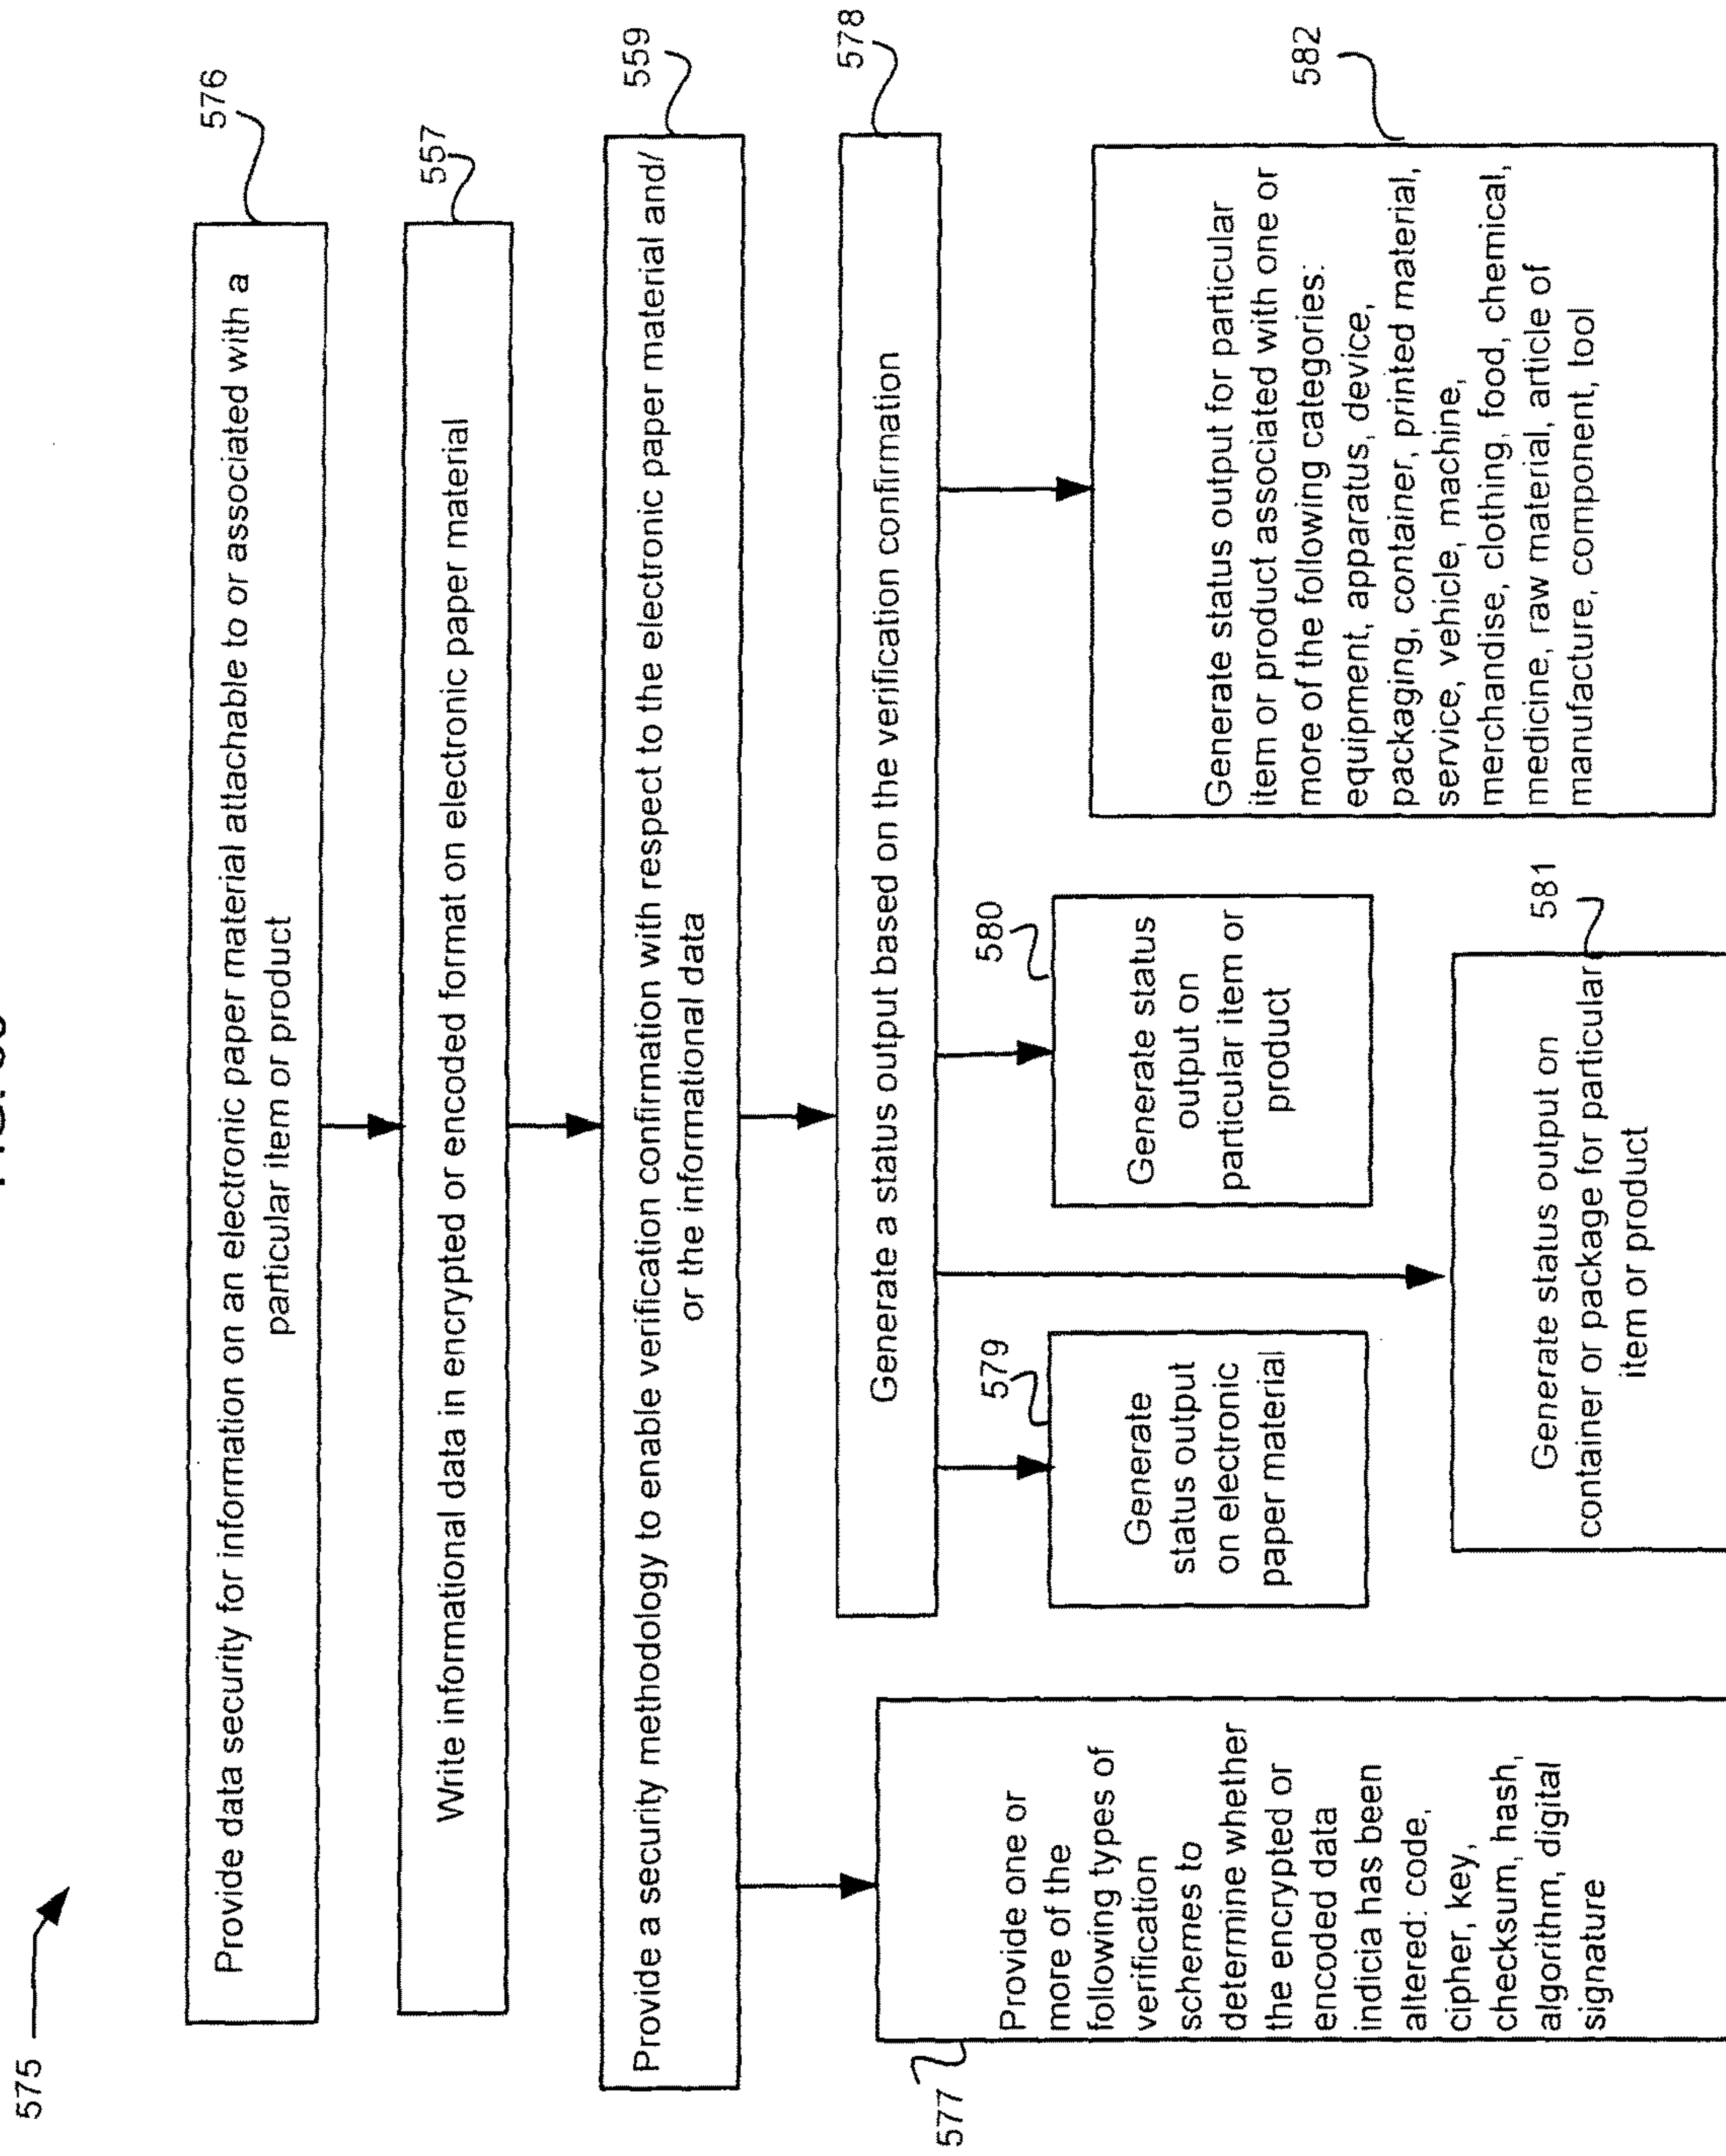 575
576
Provide data security for information on an electronic paper material attachable to or associated with a
particular item or product
557
Write informational data in encrypted or encoded format on electronic paper material
559
Provide a security methodology to enable verification confirmation with respect to the electronic paper material and/
or the informational data
578
Generate a status output based on the verification confirmation
577
Provide one or
more of the
following types of
verification
schemes to
determine whether
the encrypted or
encoded data
indicia has been
altered: code,
cipher, key,
checksum, hash,
algorithm, digital
signature
579
Generate
status output
on electronic
paper material
580
Generate status
output on
particular item or
product
581
Generate status output on
container or package for particular
item or product
582
Generate status output for particular
item or product associated with one or
more of the following categories:
equipment, apparatus, device,
packaging, container, printed material,
service, vehicle, machine,
merchandise, clothing, food, chemical,
medicine, raw material, article of
manufacture, component, tool